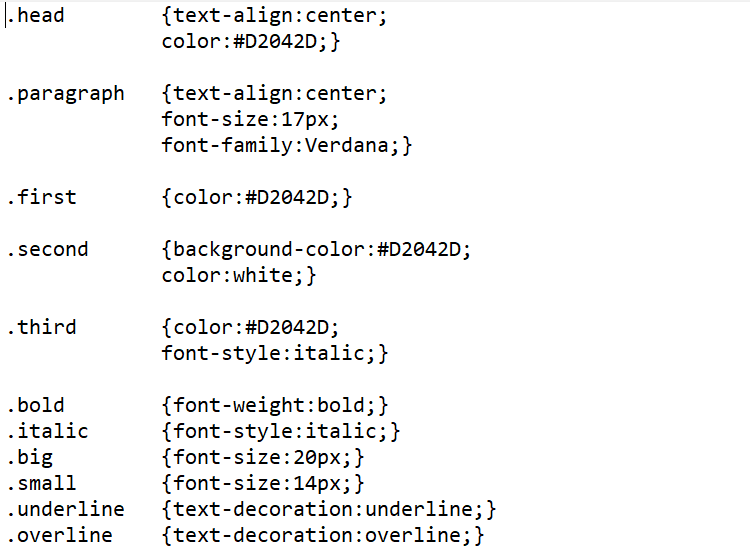 .head {text-align:center;
color:#D2042D;}
.paragraph {text-align:center;
font-size:17px;
font-family:Verdana;}
.first {color:#D2042D;}
.second {background-color:#D2042D;
color:white;}
.third {color:#D2042D;
font-style:italic;}
.bold {font-weight:bold;}
.italic {font-style:italic;}
.big {font-size:20px;}
.small {font-size:14px;}
.underline {text-decoration:underline;}
.overline {text-decoration:overline;}